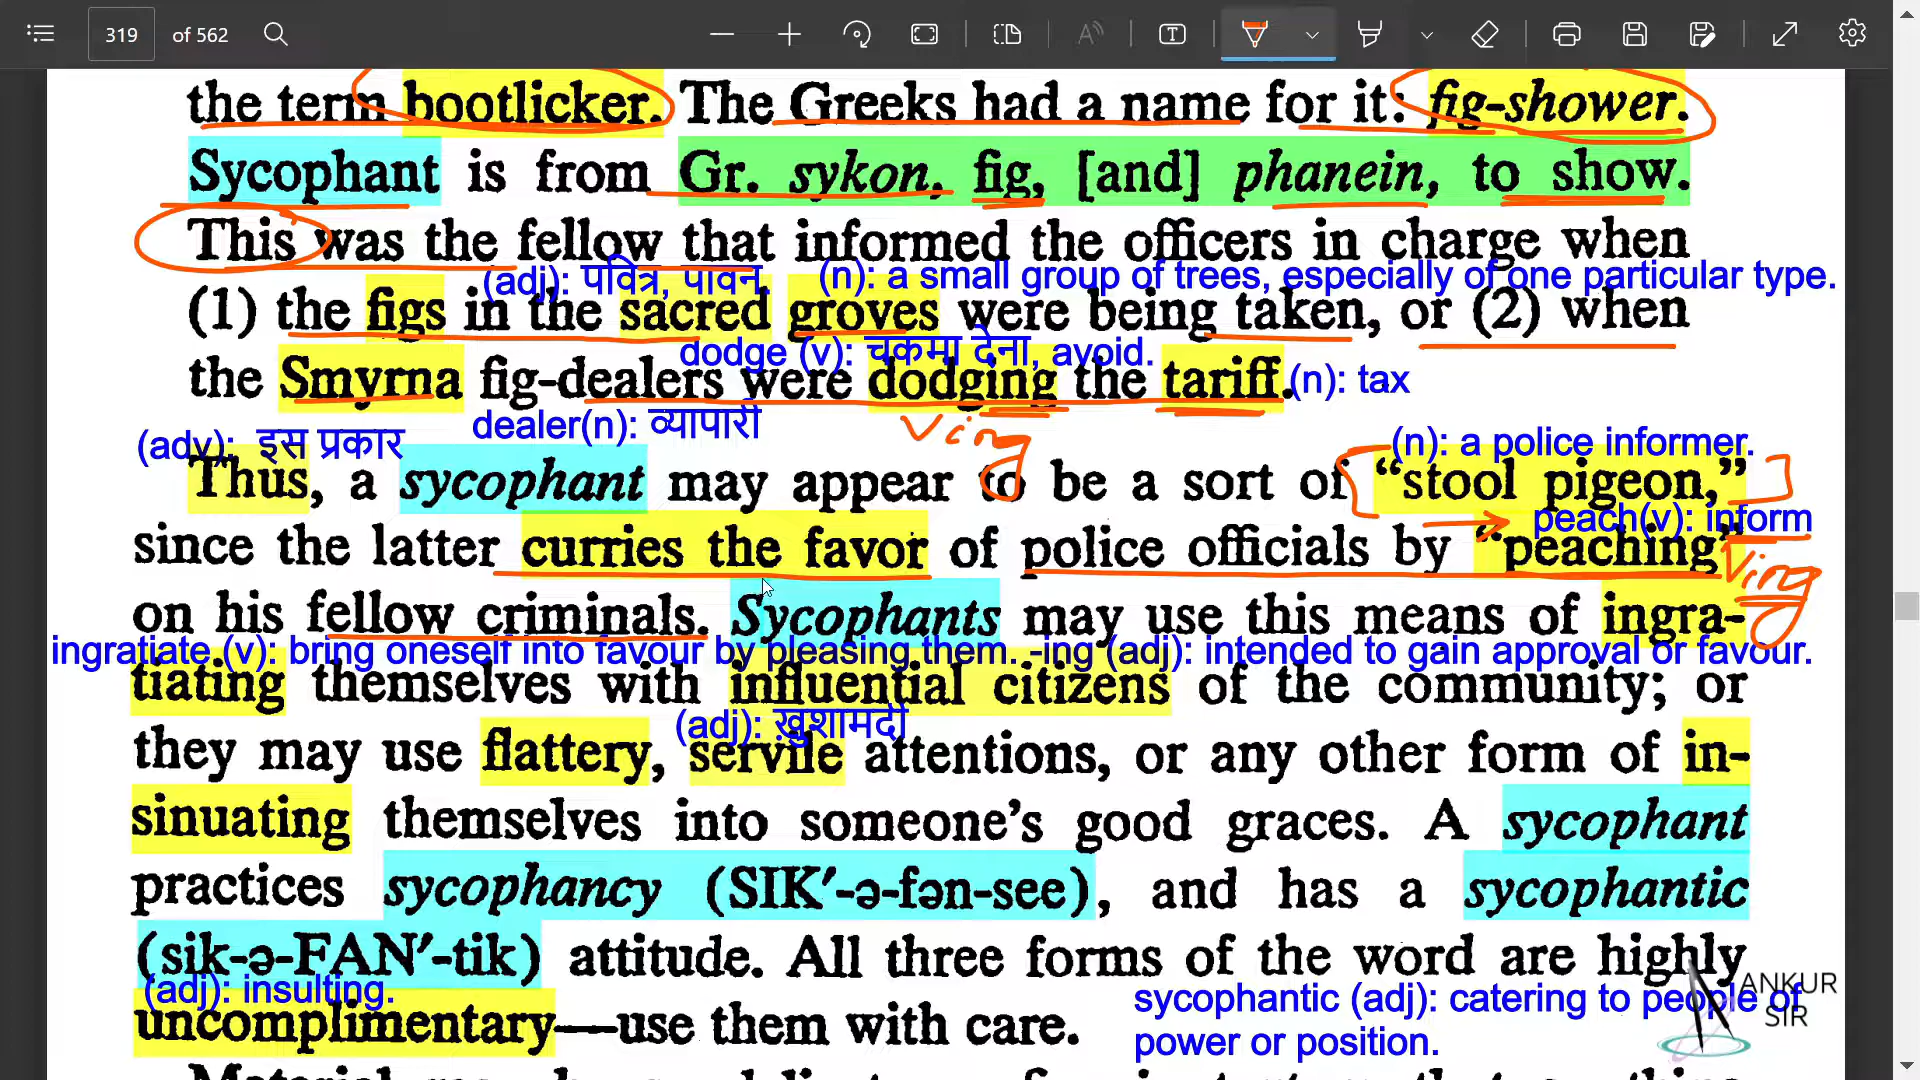 319 of 562
the term bootlicker. The Greeks had a name for it: fig-shower.
Sycophant is from Gr. sykon, fig, [and] phanein, to show.
This was the fellow that informed the officers in charge when
(adj): पवित्र, पावन. (n): a small group of trees, especially of one particular type.
(1) the figs in the sacred groves were being taken, or (2) when
dodge (v): चकमा देना, avoid.
the Smyrna fig-dealers were dodging the tariff. (n): tax
(adv): इस प्रकार dealer(n): व्यापारी Ving (n): a police informer.
Thus, a sycophant may appear to be a sort of “stool pigeon,”
peach(v): inform
since the latter curries the favor of police officials by “peaching” Ving
on his fellow criminals. Sycophants may use this means of ingra-
ingratiate (v): bring oneself into favour by pleasing them. -ing (adj): intended to gain approval or favour.
tiating themselves with influential citizens of the community; or
(adj): खुशामदी
they may use flattery, servile attentions, or any other form of in-
sinuating themselves into someone’s good graces. A sycophant
practices sycophancy (SIK′-ə-fən-see), and has a sycophantic
(sik-ə-FAN′-tik) attitude. All three forms of the word are highly
(adj): insulting. sycophantic (adj): catering to people of
uncomplimentary—use them with care.
power or position.
ANKUR
SIR